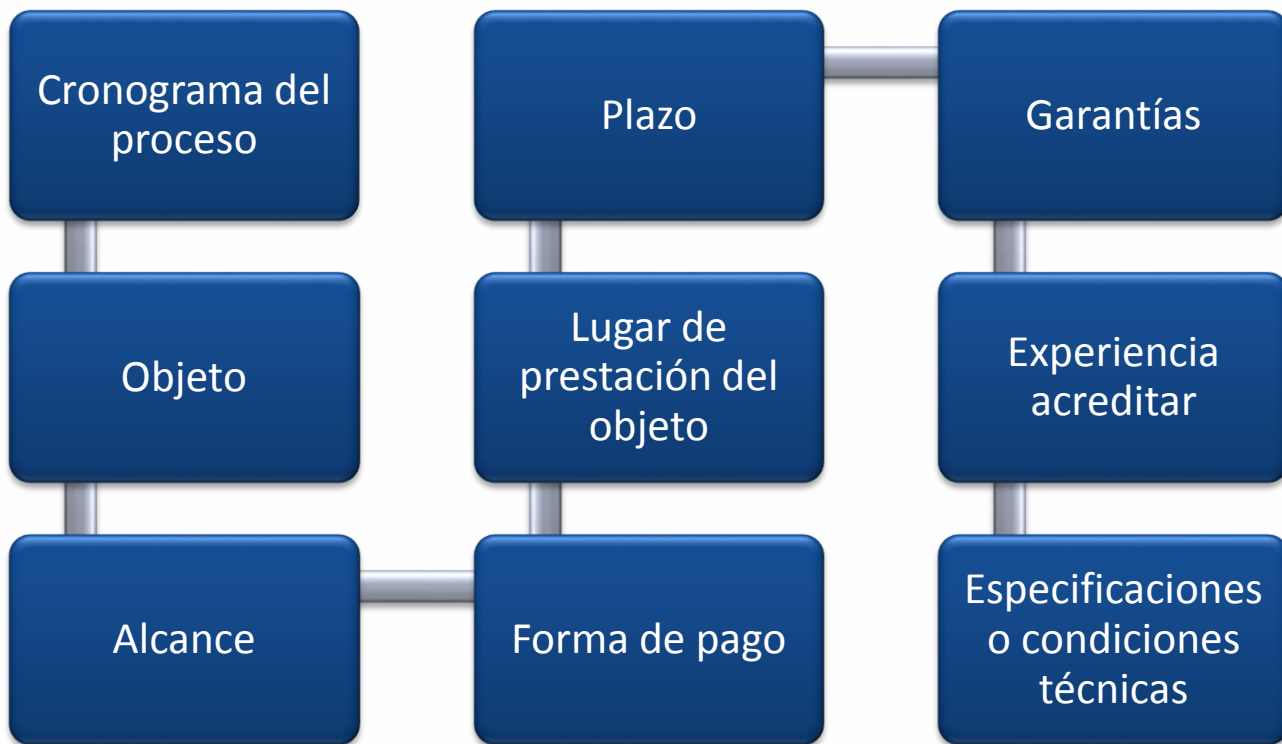 Cronograma del
proceso
Objeto
Alcance
Forma de pago
Lugar de
prestación del
objeto
Plazo
Garantías
Experiencia
acreditar
Especificaciones
o condiciones
técnicas